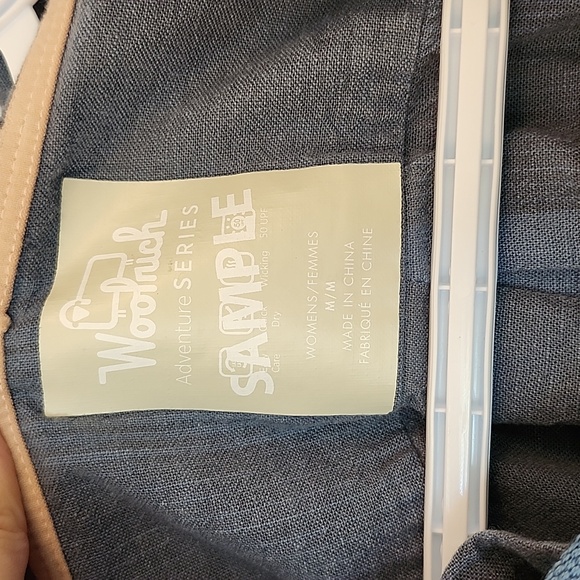 Woolrich
Adventure SERIES
SAMPLE
50 UPF
Wicking
Dry
Care
WOMENS/FEMMES
M/M
MADE IN CHINA
FABRIQUÉ EN CHINE